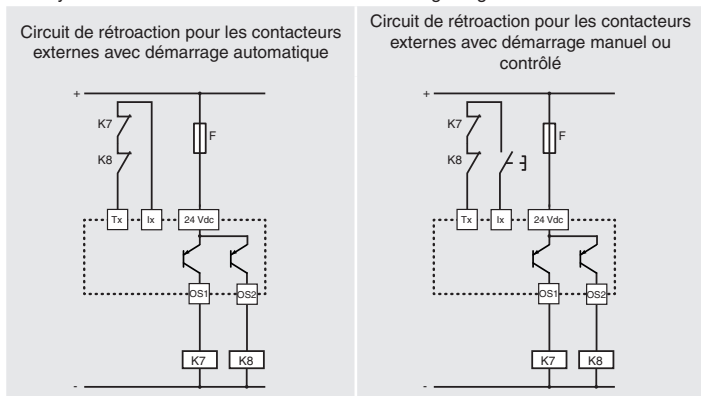 Circuit de rétroaction pour les contacteurs
externes avec démarrage automatique
+
K7
F
K8
Tx
Ix
24 Vdc
OS1
OS2
K7
K8
-
Circuit de rétroaction pour les contacteurs
externes avec démarrage manuel ou
contrôlé
+
K7
F
K8
Tx
Ix
24 Vdc
OS1
OS2
K7
K8
-